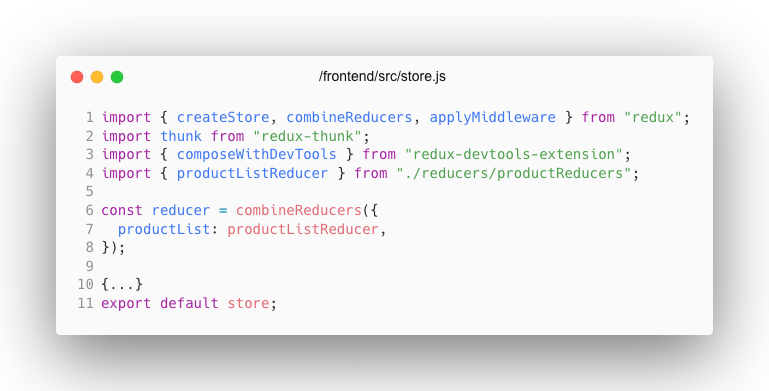 /frontend/src/store.js
1 import { createStore, combineReducers, applyMiddleware } from "redux";
2 import thunk from "redux-thunk";
3 import { composeWithDevTools } from "redux-devtools-extension";
4 import { productListReducer } from "./reducers/productReducers";
5
6 const reducer = combineReducers({
7   productList: productListReducer,
8 });
9
10 {...}
11 export default store;